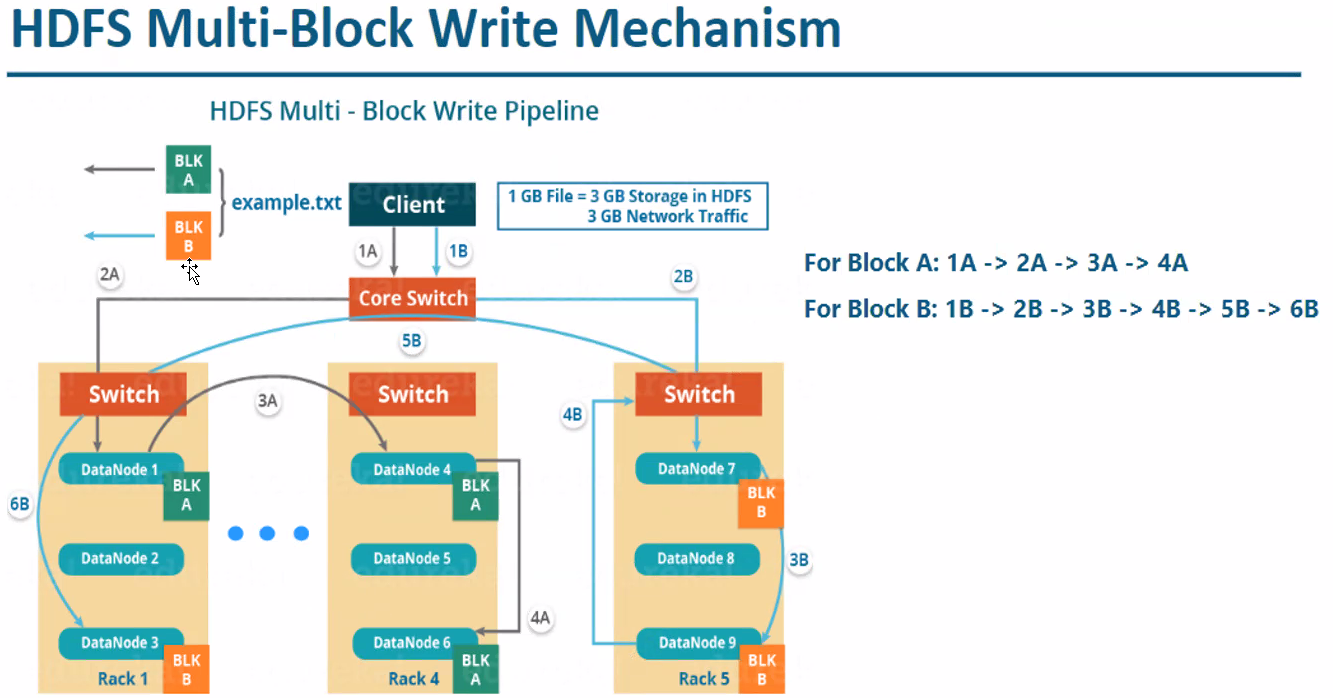 HDFS Multi-Block Write Mechanism
HDFS Multi - Block Write Pipeline
BLK
A
BLK
B
example.txt
Client
1 GB File = 3 GB Storage in HDFS
3 GB Network Traffic
1A
1B
For Block A: 1A -> 2A -> 3A -> 4A
For Block B: 1B -> 2B -> 3B -> 4B -> 5B -> 6B
2A
Core Switch
2B
5B
Switch
3A
Switch
4B
Switch
DataNode 1
BLK
A
DataNode 4
BLK
A
DataNode 7
BLK
B
6B
DataNode 2
DataNode 5
DataNode 8
3B
4A
DataNode 3
BLK
B
Rack 1
DataNode 6
BLK
A
Rack 4
DataNode 9
BLK
B
Rack 5